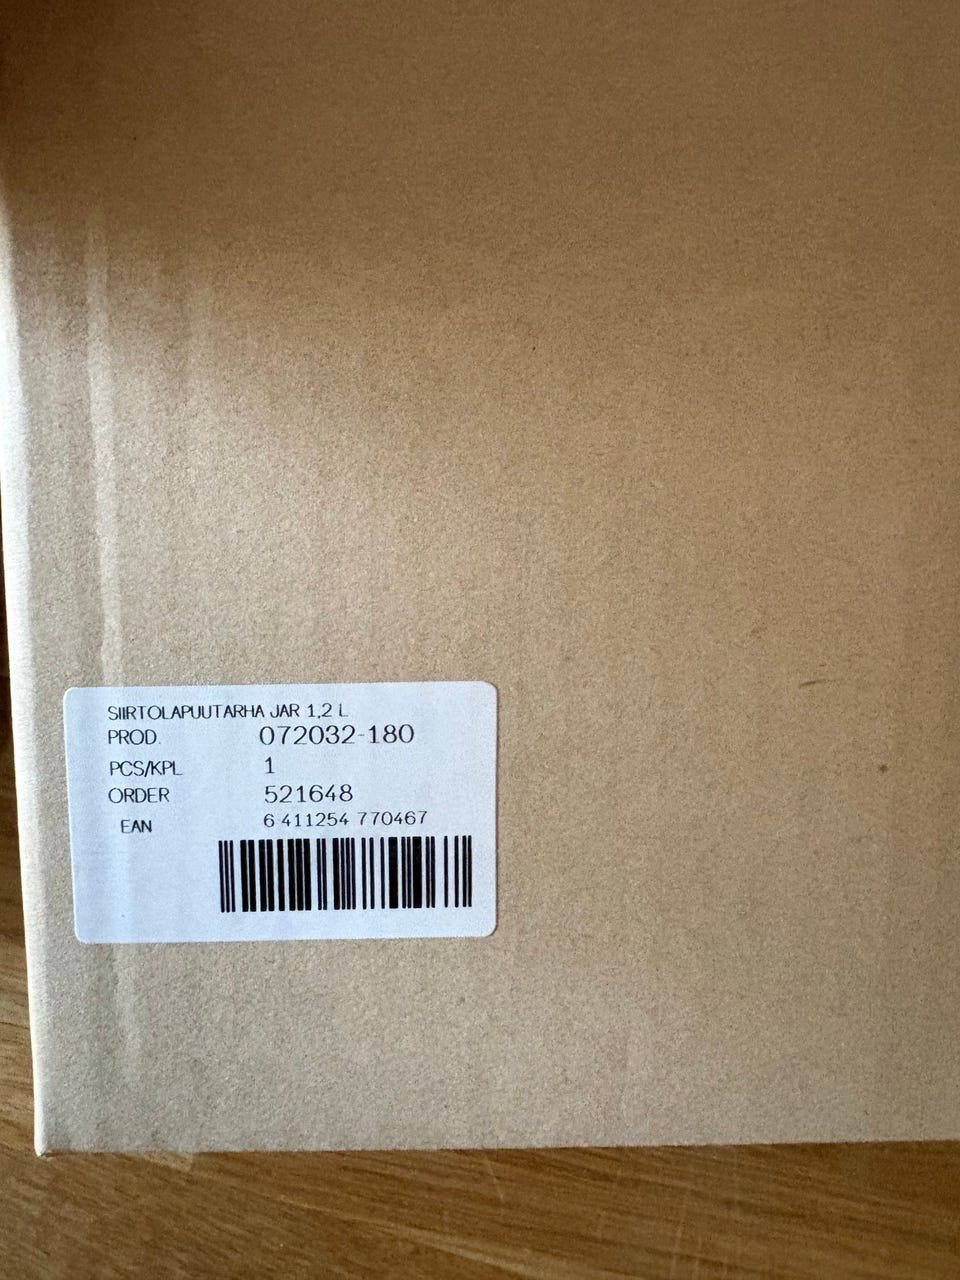 SIIRTOLAPUUTARHA JAR 1,2 L
PROD. 072032-180
PCS/KPL 1
ORDER 521648
EAN 6 411254 770467